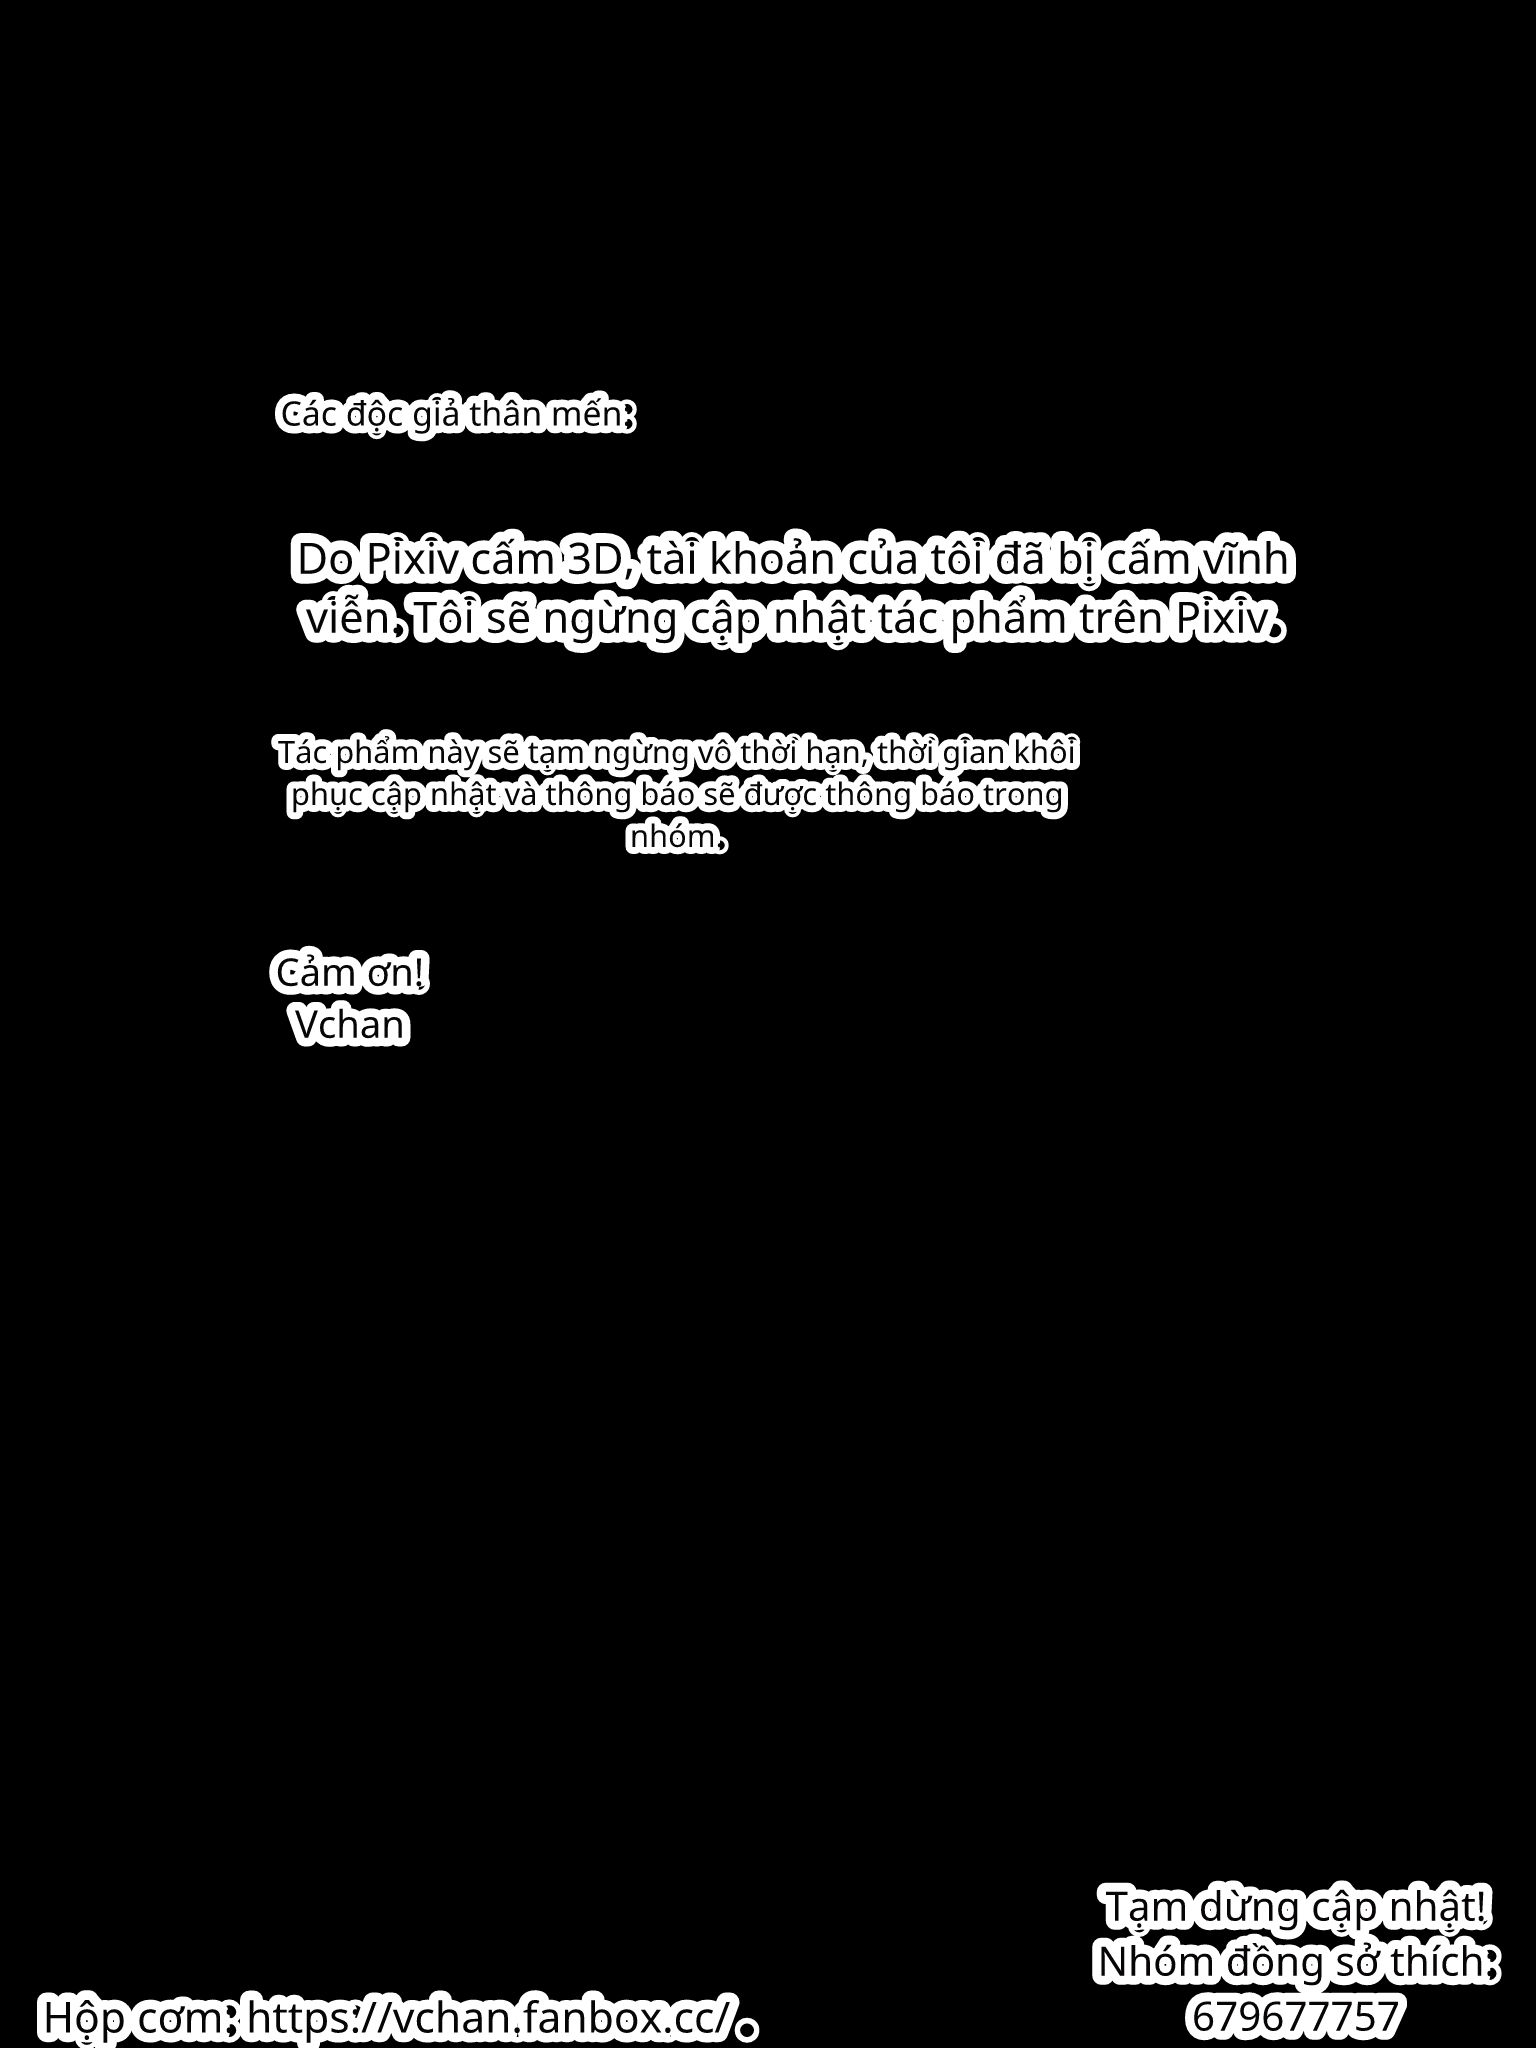 Các độc giả thân mến:
Do Pixiv cấm 3D, tài khoản của tôi đã bị cấm vĩnh
viễn. Tôi sẽ ngừng cập nhật tác phẩm trên Pixiv.
Tác phẩm này sẽ tạm ngừng vô thời hạn, thời gian khôi
phục cập nhật và thông báo sẽ được thông báo trong
nhóm.
Cảm ơn!
Vchan
Tạm dừng cập nhật!
Nhóm đồng sở thích:
679677757
Hộp cơm: https://vchan.fanbox.cc/